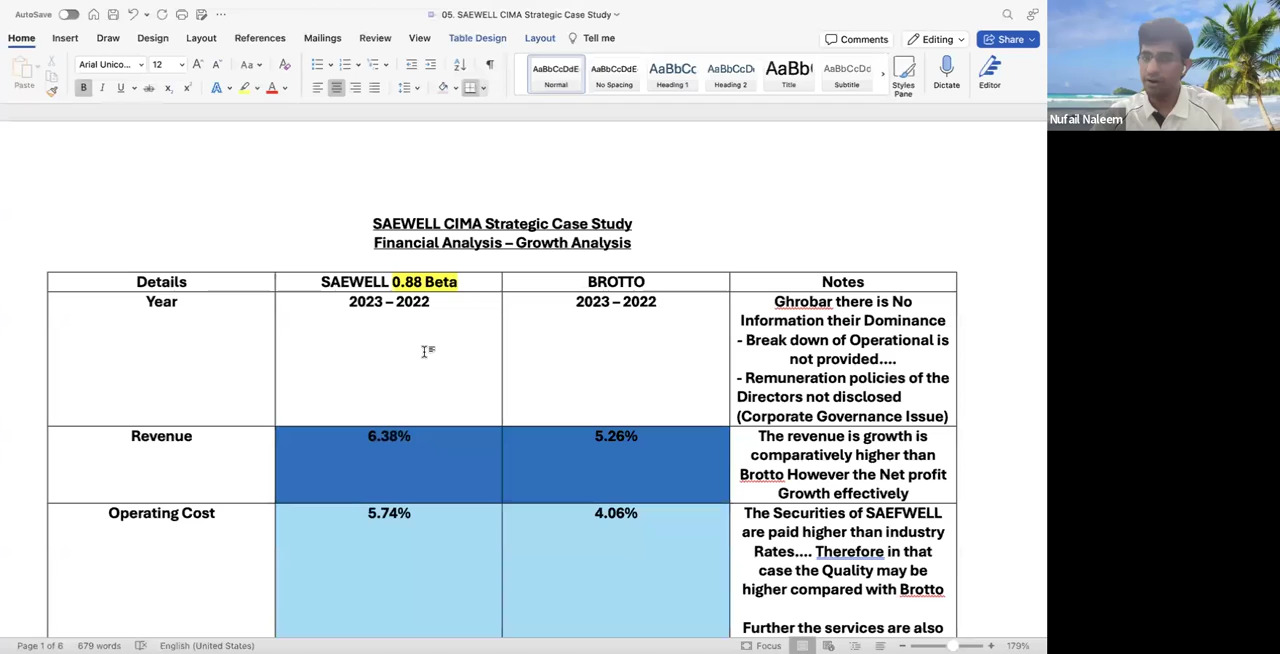 AutoSave
05. SAEWELL CIMA Strategic Case Study
Home Insert Draw Design Layout References Mailings Review View Table Design Layout Tell me
Comments Editing Share
Paste
Arial Unico... 12
Styles Pane
Dictate
Editor
AaBbCcDdE AaBbCcDdE AaBbCc AaBbCcDı AaBb( AaBbCcDdE
Normal No Spacing Heading 1 Heading 2 Title Subtitle
Nufail Naleem
SAEWELL CIMA Strategic Case Study
Financial Analysis – Growth Analysis
Details SAEWELL 0.88 Beta BROTTO Notes
Year 2023 – 2022 2023 – 2022 Ghrobar there is No
Information their Dominance
- Break down of Operational is
not provided....
- Remuneration policies of the
Directors not disclosed
(Corporate Governance Issue)
Revenue 6.38% 5.26% The revenue is growth is
comparatively higher than
Brotto However the Net profit
Growth effectively
Operating Cost 5.74% 4.06% The Securities of SAEFWELL
are paid higher than industry
Rates.... Therefore in that
case the Quality may be
higher compared with Brotto
Further the services are also
Page 1 of 6 679 words English (United States) Focus 179%